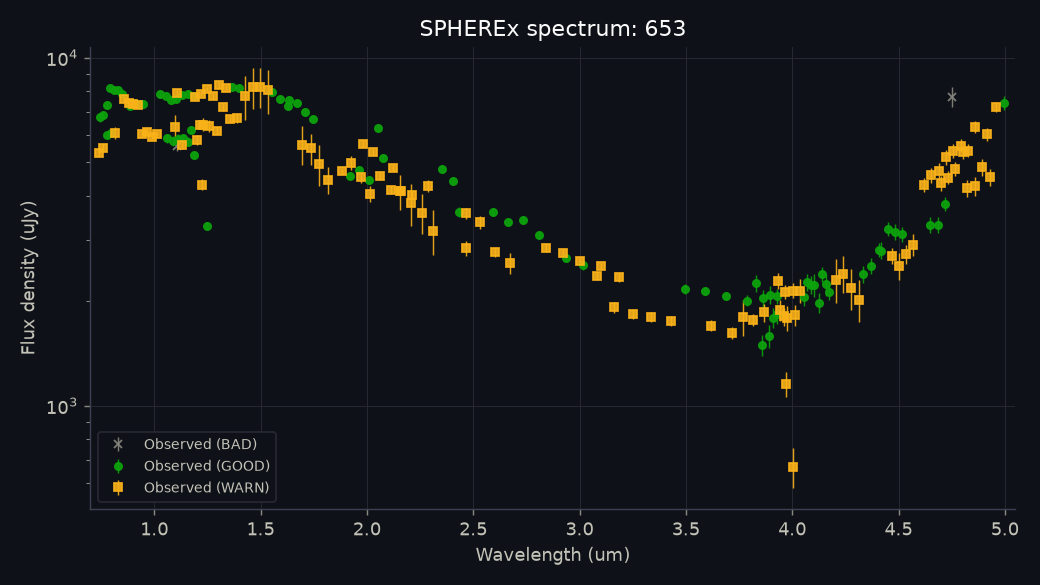 SPHEREx spectrum: 653
Flux density (uJy)
10⁴
10³
Observed (BAD)
Observed (GOOD)
Observed (WARN)
1.0 1.5 2.0 2.5 3.0 3.5 4.0 4.5 5.0
Wavelength (um)